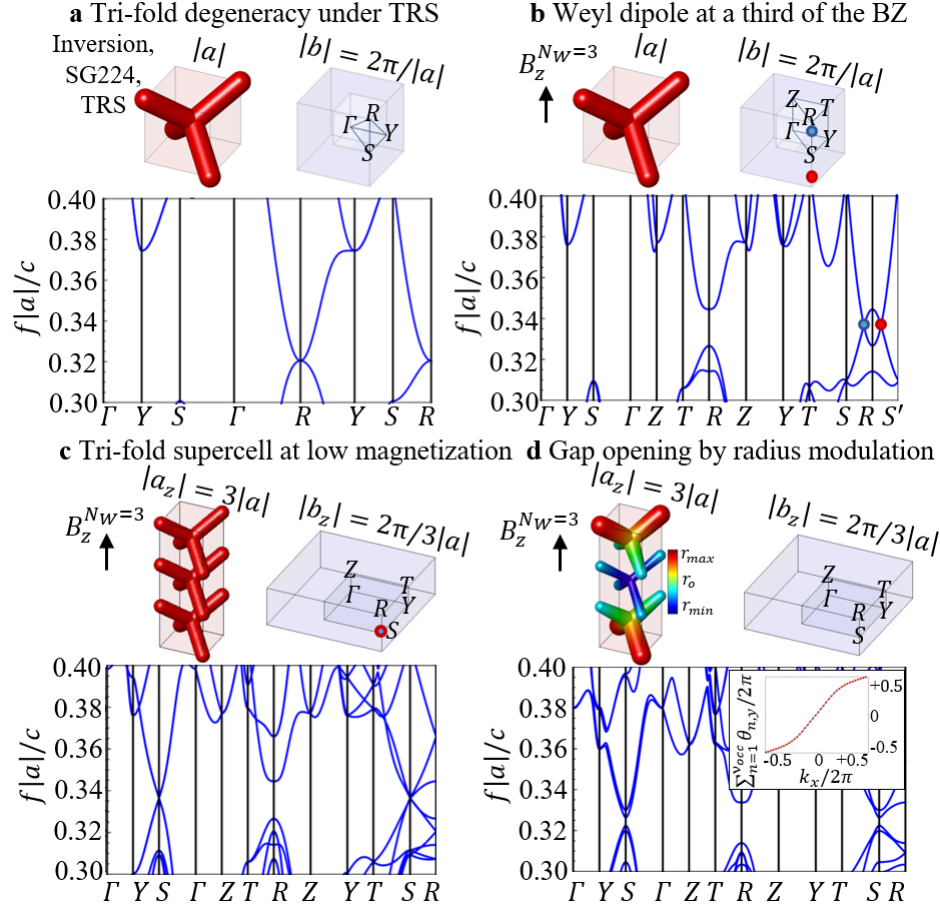 a Tri-fold degeneracy under TRS
Inversion,
SG224,
TRS
|a|
|b| = 2π/|a|
R
Γ
Y
S
f|a|/c
0.40
0.38
0.36
0.34
0.32
0.30
Γ Y S Γ R Y S R
b Weyl dipole at a third of the BZ
B_z^{N_W=3}
|a|
|b| = 2π/|a|
Z
T
R
Γ
Y
S
f|a|/c
0.40
0.38
0.36
0.34
0.32
0.30
Γ Y S Γ Z T R Z Y T S R S'
c Tri-fold supercell at low magnetization
|a_z| = 3|a|
B_z^{N_W=3}
|b_z| = 2π/3|a|
Z
T
Γ
R
Y
S
f|a|/c
0.40
0.38
0.36
0.34
0.32
0.30
Γ Y S Γ Z T R Z Y T S R
d Gap opening by radius modulation
|a_z| = 3|a|
B_z^{N_W=3}
r_max
r_o
r_min
|b_z| = 2π/3|a|
Z
T
Γ
R
Y
S
f|a|/c
0.40
0.38
0.36
0.34
0.32
0.30
Σ_{n=1}^{ν_occ} θ_{n,y}/2π
+0.5
0
-0.5
-0.5 0 +0.5
k_x/2π
Γ Y S Γ Z T R Z Y T S R